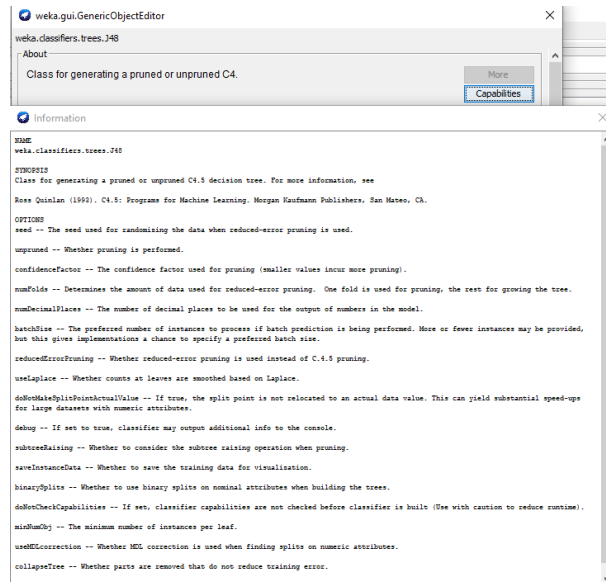 weka.gui.GenericObjectEditor
weka.classifiers.trees.J48
About
Class for generating a pruned or unpruned C4.
More
Capabilities
Information
NAME
weka.classifiers.trees.J48
SYNOPSIS
Class for generating a pruned or unpruned C4.5 decision tree. For more information, see
Ross Quinlan (1993). C4.5: Programs for Machine Learning. Morgan Kaufmann Publishers, San Mateo, CA.
OPTIONS
seed -- The seed used for randomizing the data when reduced-error pruning is used.
unpruned -- Whether pruning is performed.
confidenceFactor -- The confidence factor used for pruning (smaller values incur more pruning).
numFolds -- Determines the amount of data used for reduced-error pruning.  One fold is used for pruning, the rest for growing the tree.
numDecimalPlaces -- The number of decimal places to be used for the output of numbers in the model.
batchSize -- The preferred number of instances to process if batch prediction is being performed. More or fewer instances may be provided,
but this gives implementations a chance to specify a preferred batch size.
reducedErrorPruning -- Whether reduced-error pruning is used instead of C.4.5 pruning.
useLaplace -- Whether counts at leaves are smoothed based on Laplace.
doNotMakeSplitPointActualValue -- If true, the split point is not relocated to an actual data value. This can yield substantial speed-ups
for large datasets with numeric attributes.
debug -- If set to true, classifier may output additional info to the console.
subtreeRaising -- Whether to consider the subtree raising operation when pruning.
saveInstanceData -- Whether to save the training data for visualization.
binarySplits -- Whether to use binary splits on nominal attributes when building the trees.
doNotCheckCapabilities -- If set, classifier capabilities are not checked before classifier is built (Use with caution to reduce runtime).
minNumObj -- The minimum number of instances per leaf.
useMDLcorrection -- Whether MDL correction is used when finding splits on numeric attributes.
collapseTree -- Whether parts are removed that do not reduce training error.